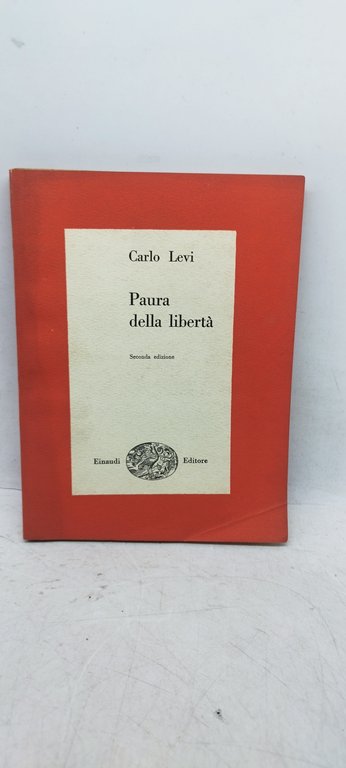 Carlo Levi
Paura
della libertà
Seconda edizione
Einaudi Editore